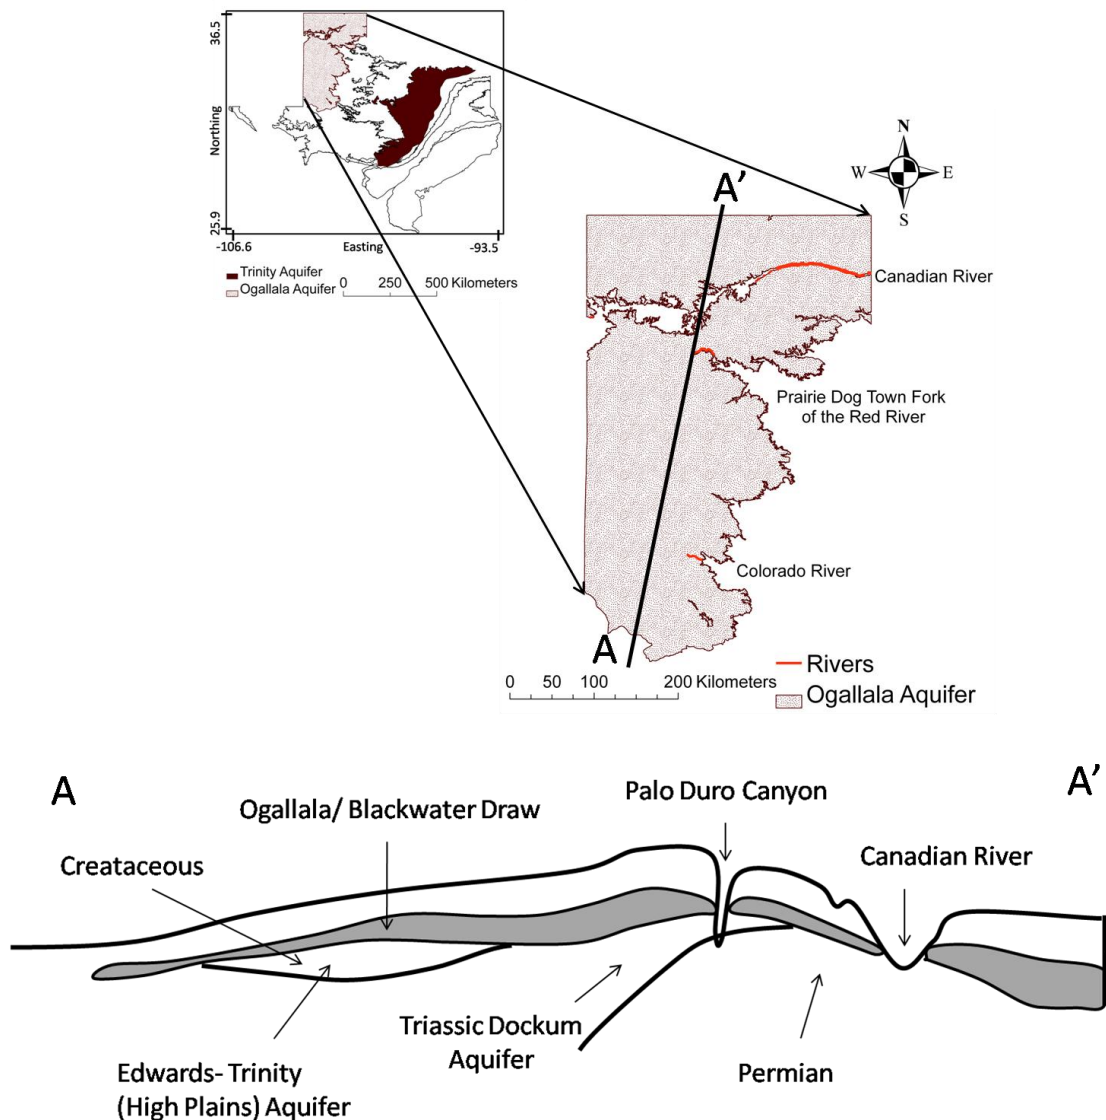 36.5
Northing
25.9
-106.6
Easting
-93.5
Trinity Aquifer
Ogallala Aquifer
0 250 500 Kilometers
N
W E
S
A’
Canadian River
Prairie Dog Town Fork
of the Red River
Colorado River
A
0 50 100 200 Kilometers
Rivers
Ogallala Aquifer
A
A’
Palo Duro Canyon
Ogallala/ Blackwater Draw
Canadian River
Creataceous
Triassic Dockum
Aquifer
Edwards- Trinity
(High Plains) Aquifer
Permian